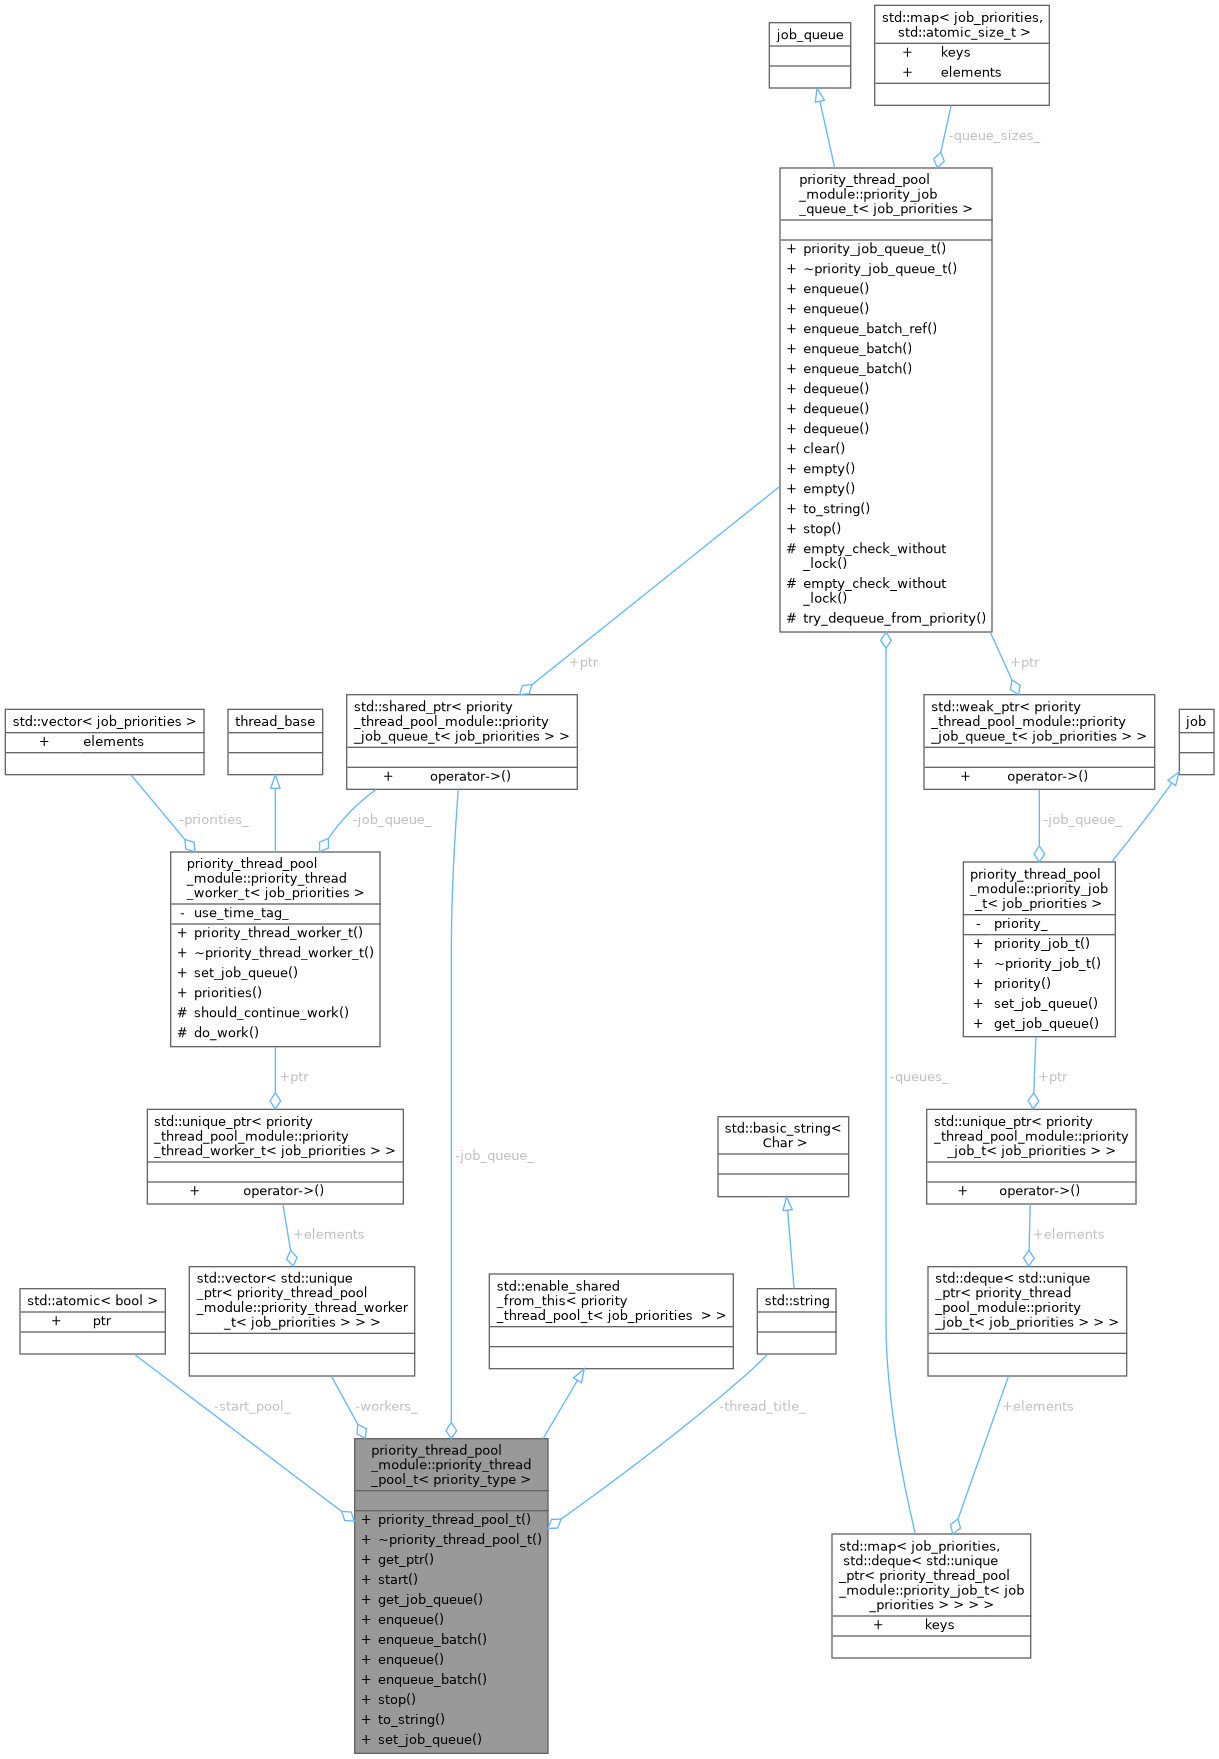 job_queue
std::map< job_priorities,
std::atomic_size_t >
+ keys
+ elements
-queue_sizes_
priority_thread_pool
_module::priority_job
_queue_t< job_priorities >
+ priority_job_queue_t()
+ ~priority_job_queue_t()
+ enqueue()
+ enqueue()
+ enqueue_batch_ref()
+ enqueue_batch()
+ enqueue_batch()
+ dequeue()
+ dequeue()
+ dequeue()
+ clear()
+ empty()
+ empty()
+ to_string()
+ stop()
# empty_check_without
_lock()
# empty_check_without
_lock()
# try_dequeue_from_priority()
+ptr
+ptr
std::vector< job_priorities >
+ elements
thread_base
std::shared_ptr< priority
_thread_pool_module::priority
_job_queue_t< job_priorities > >
+ operator->()
std::weak_ptr< priority
_thread_pool_module::priority
_job_queue_t< job_priorities > >
+ operator->()
job
-priorities_
-job_queue_
-job_queue_
priority_thread_pool
_module::priority_thread
_worker_t< job_priorities >
- use_time_tag_
+ priority_thread_worker_t()
+ ~priority_thread_worker_t()
+ set_job_queue()
+ priorities()
# should_continue_work()
# do_work()
priority_thread_pool
_module::priority_job
_t< job_priorities >
- priority_
+ priority_job_t()
+ ~priority_job_t()
+ priority()
+ set_job_queue()
+ get_job_queue()
+ptr
-queues_
+ptr
std::unique_ptr< priority
_thread_pool_module::priority
_thread_worker_t< job_priorities > >
+ operator->()
-job_queue_
std::basic_string<
Char >
std::unique_ptr< priority
_thread_pool_module::priority
_job_t< job_priorities > >
+ operator->()
+elements
+elements
std::atomic< bool >
+ ptr
std::vector< std::unique
_ptr< priority_thread_pool
_module::priority_thread_worker
_t< job_priorities > > >
std::enable_shared
_from_this< priority
_thread_pool_t< job_priorities > >
std::string
std::deque< std::unique
_ptr< priority_thread
_pool_module::priority
_job_t< job_priorities > > >
-start_pool_
-workers_
-thread_title_
+elements
priority_thread_pool
_module::priority_thread
_pool_t< priority_type >
+ priority_thread_pool_t()
+ ~priority_thread_pool_t()
+ get_ptr()
+ start()
+ get_job_queue()
+ enqueue()
+ enqueue_batch()
+ enqueue()
+ enqueue_batch()
+ stop()
+ to_string()
+ set_job_queue()
std::map< job_priorities,
std::deque< std::unique
_ptr< priority_thread_pool
_module::priority_job_t< job
_priorities > > > >
+ keys